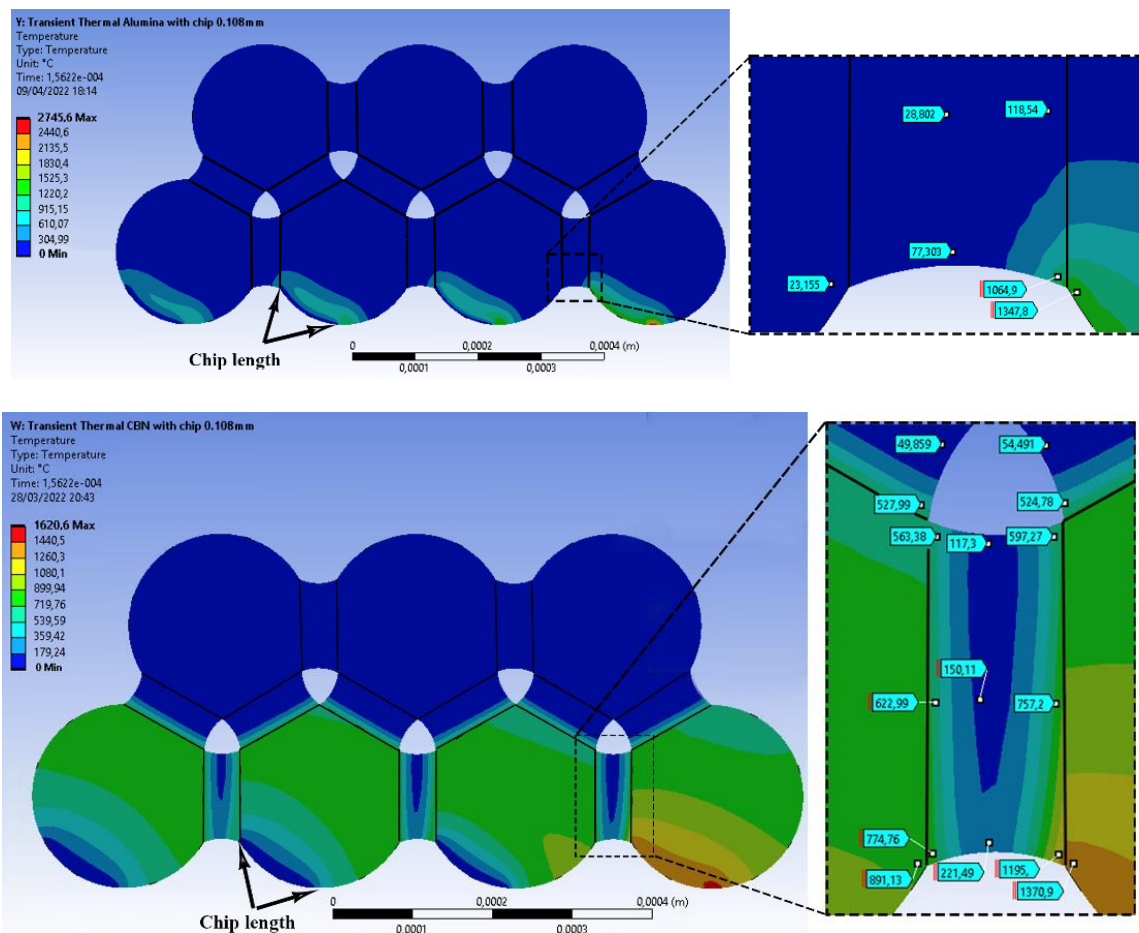 Y: Transient Thermal Alumina with chip 0.108mm
Temperature
Type: Temperature
Unit: °C
Time: 1,5622e-004
09/04/2022 18:14
2745,6 Max
2440,6
2135,5
1830,4
1525,3
1220,2
915,15
610,07
304,99
0 Min
Chip length
0
0,0002
0,0004 (m)
0,0001
0,0003
28,802
118,54
77,303
23,155
1064,9
1347,8
W: Transient Thermal CBN with chip 0.108mm
Temperature
Type: Temperature
Unit: °C
Time: 1,5622e-004
28/03/2022 20:43
1620,6 Max
1440,5
1260,3
1080,1
899,94
719,76
539,59
359,42
179,24
0 Min
Chip length
0
0,0002
0,0004 (m)
0.0001
0.0003
49,859
54,491
527,99
524,78
563,38
117,3
597,27
150,11
622,99
757,2
774,76
891,13
221,49
1195,
1370,9